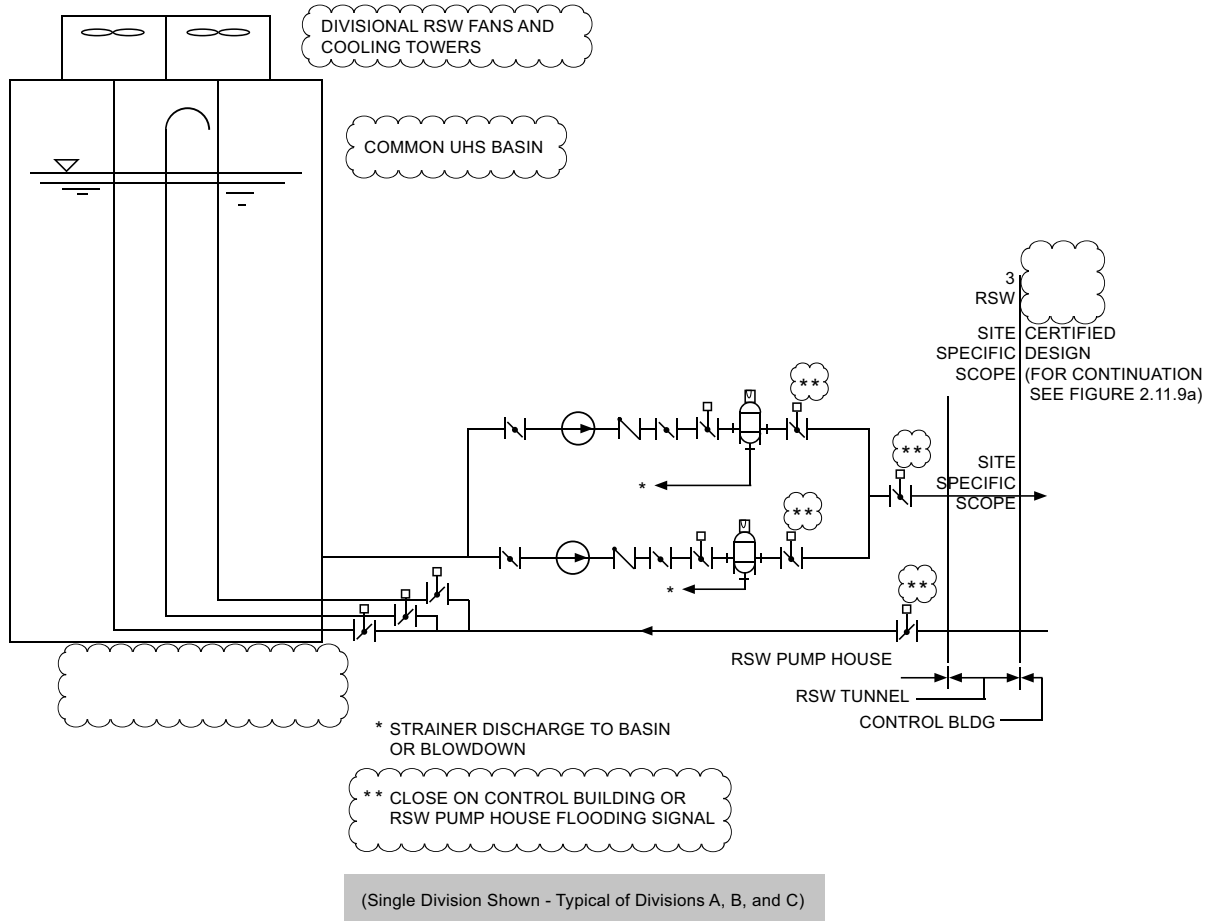 DIVISIONAL RSW FANS AND
COOLING TOWERS
COMMON UHS BASIN
3
RSW
SITE
SPECIFIC
SCOPE
CERTIFIED
DESIGN
(FOR CONTINUATION
SEE FIGURE 2.11.9a)
**
**
SITE
SPECIFIC
SCOPE
*
**
*
**
RSW PUMP HOUSE
RSW TUNNEL
CONTROL BLDG
* STRAINER DISCHARGE TO BASIN
OR BLOWDOWN
** CLOSE ON CONTROL BUILDING OR
RSW PUMP HOUSE FLOODING SIGNAL
(Single Division Shown - Typical of Divisions A, B, and C)